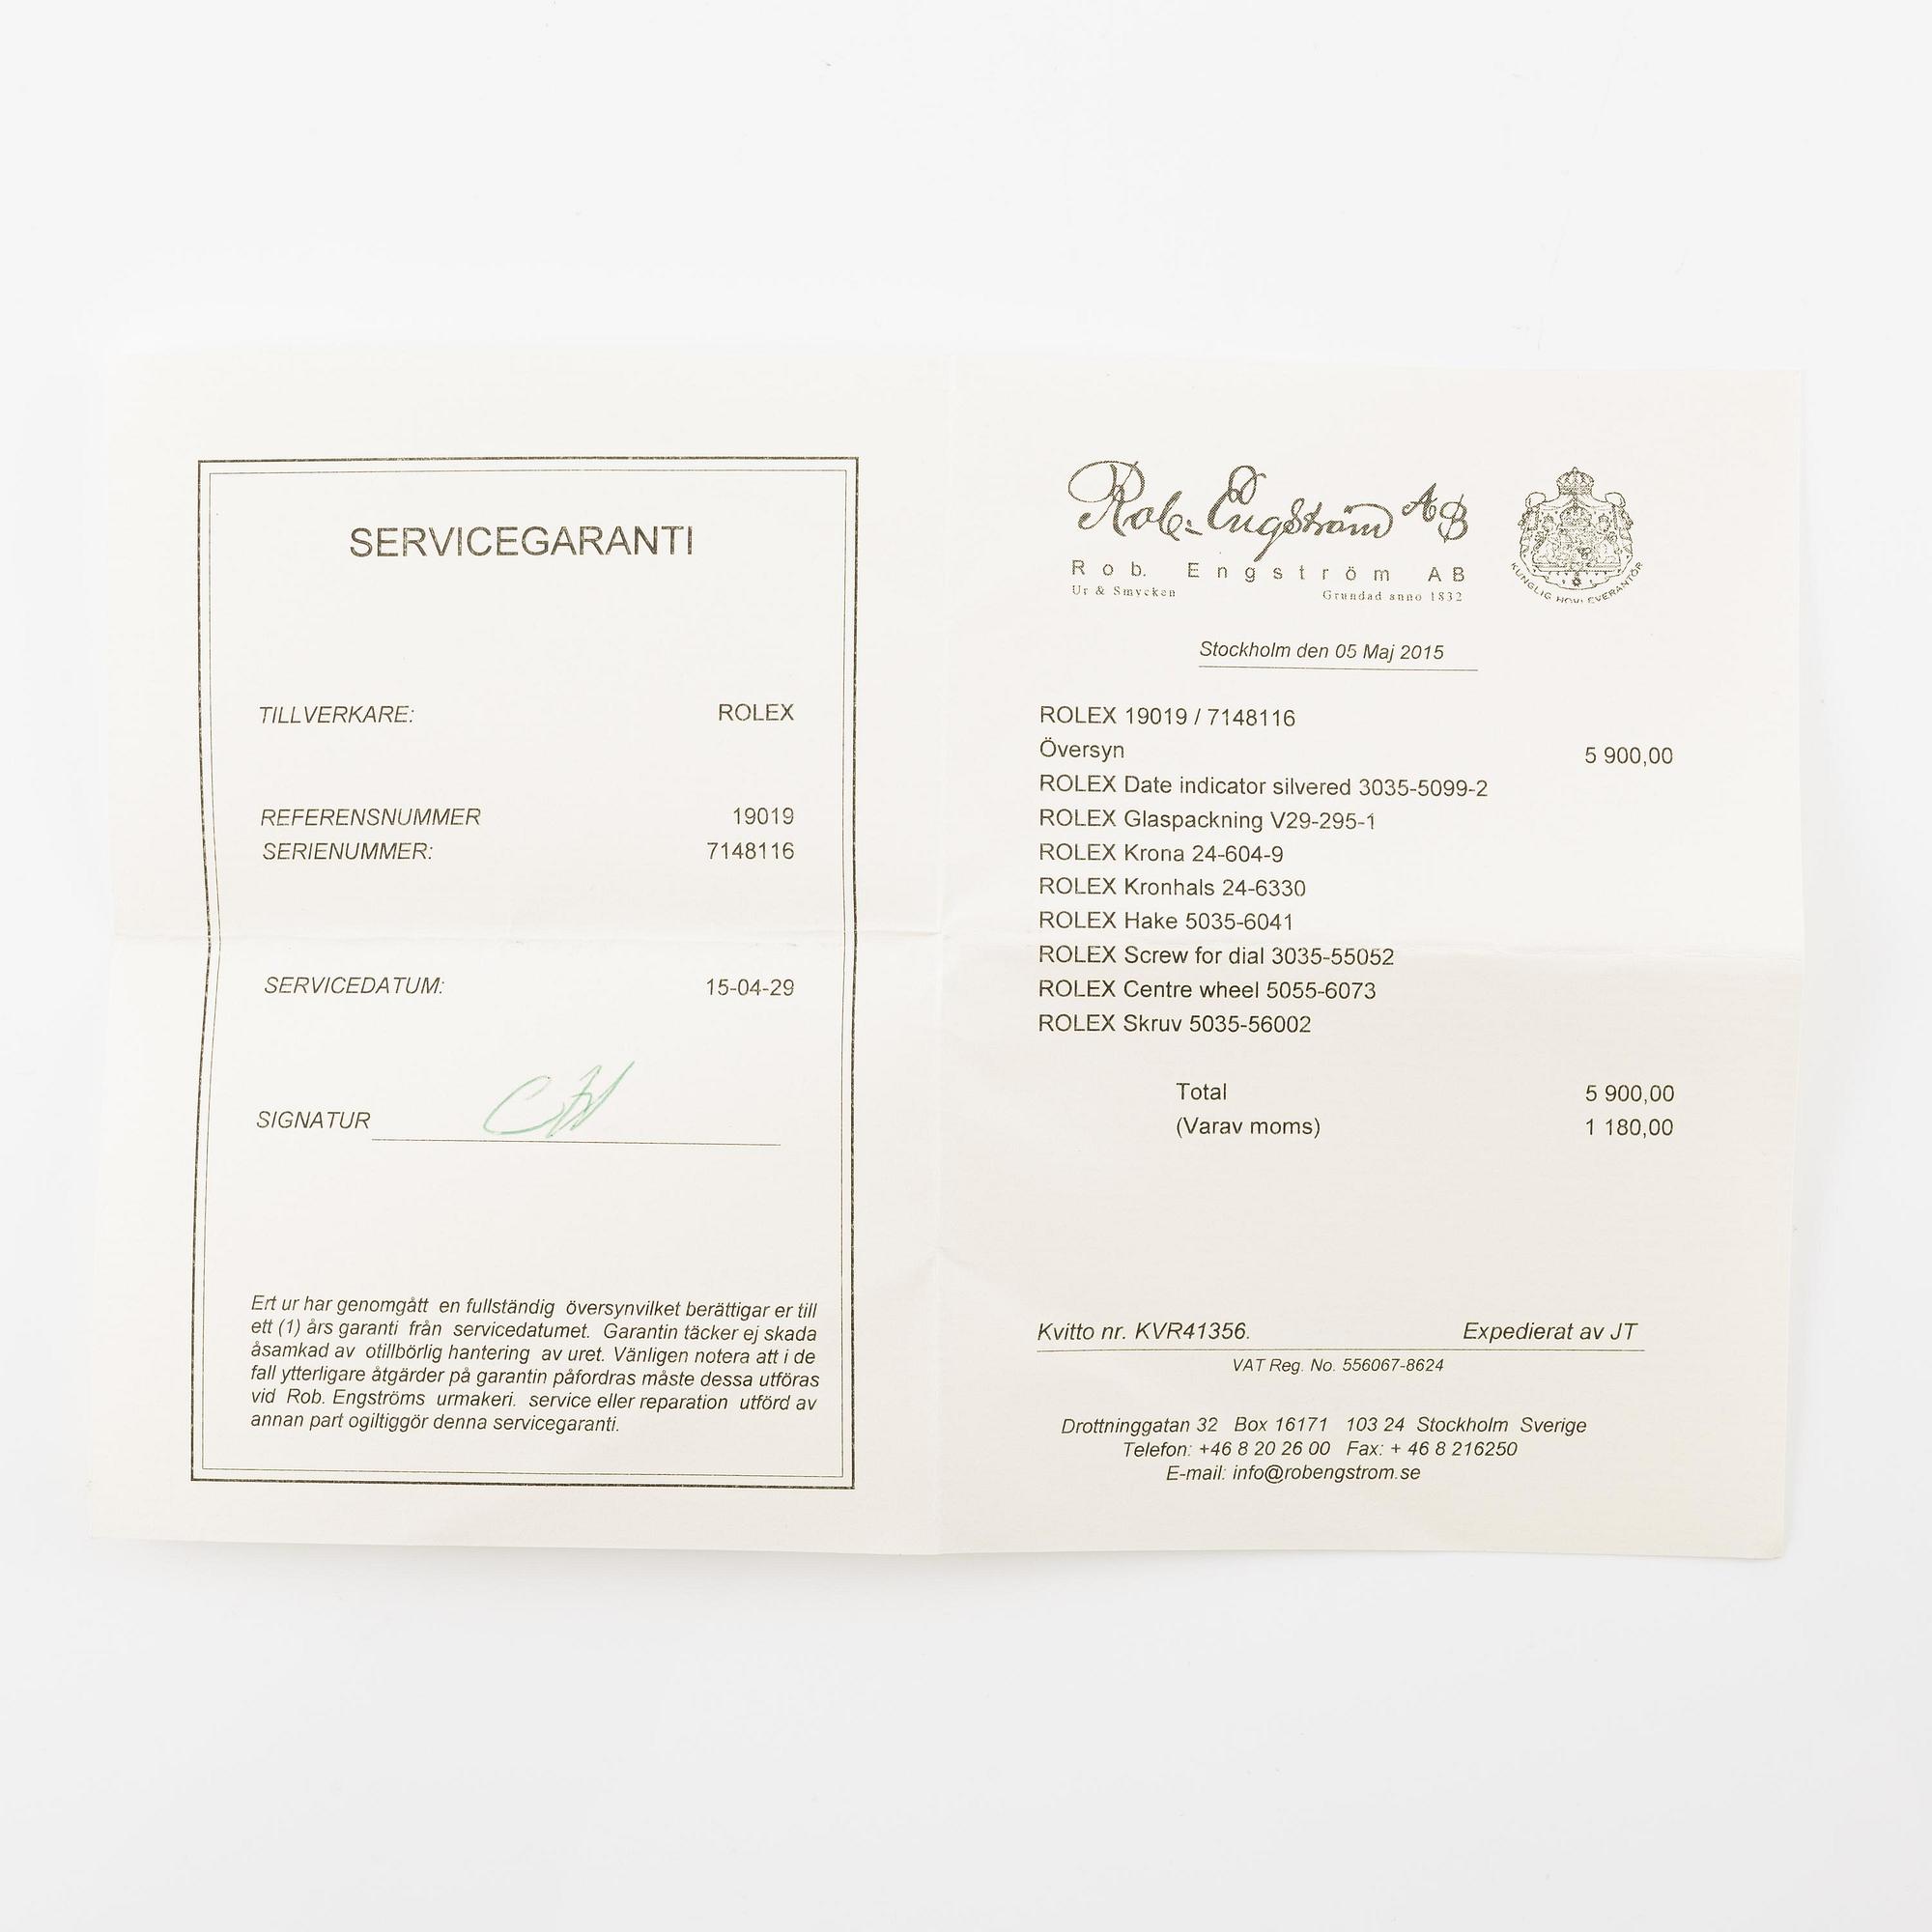 SERVICEGARANTI
TILLVERKARE: ROLEX
REFERENSNUMMER 19019
SERIENUMMER: 7148116
SERVICEDATUM: 15-04-29
SIGNATUR
Ert ur har genomgått en fullständig översynvilket berättigar er till
ett (1) års garanti från servicedatumet. Garantin täcker ej skada
åsamkad av otillbörlig hantering av uret. Vänligen notera att i de
fall ytterligare åtgärder på garantin påfordras måste dessa utföras
vid Rob. Engströms urmakeri. service eller reparation utförd av
annan part ogiltiggör denna servicegaranti.
Rob. Engström AB
Rob. Engström AB
Ur & Smycken Grundad anno 1832
KUNGLIG HOVLEVERANTÖR
Stockholm den 05 Maj 2015
ROLEX 19019 / 7148116
Översyn 5 900,00
ROLEX Date indicator silvered 3035-5099-2
ROLEX Glaspackning V29-295-1
ROLEX Krona 24-604-9
ROLEX Kronhals 24-6330
ROLEX Hake 5035-6041
ROLEX Screw for dial 3035-55052
ROLEX Centre wheel 5055-6073
ROLEX Skruv 5035-56002
Total 5 900,00
(Varav moms) 1 180,00
Kvitto nr. KVR41356. Expedierat av JT
VAT Reg. No. 556067-8624
Drottninggatan 32 Box 16171 103 24 Stockholm Sverige
Telefon: +46 8 20 26 00 Fax: + 46 8 216250
E-mail: info@robengstrom.se